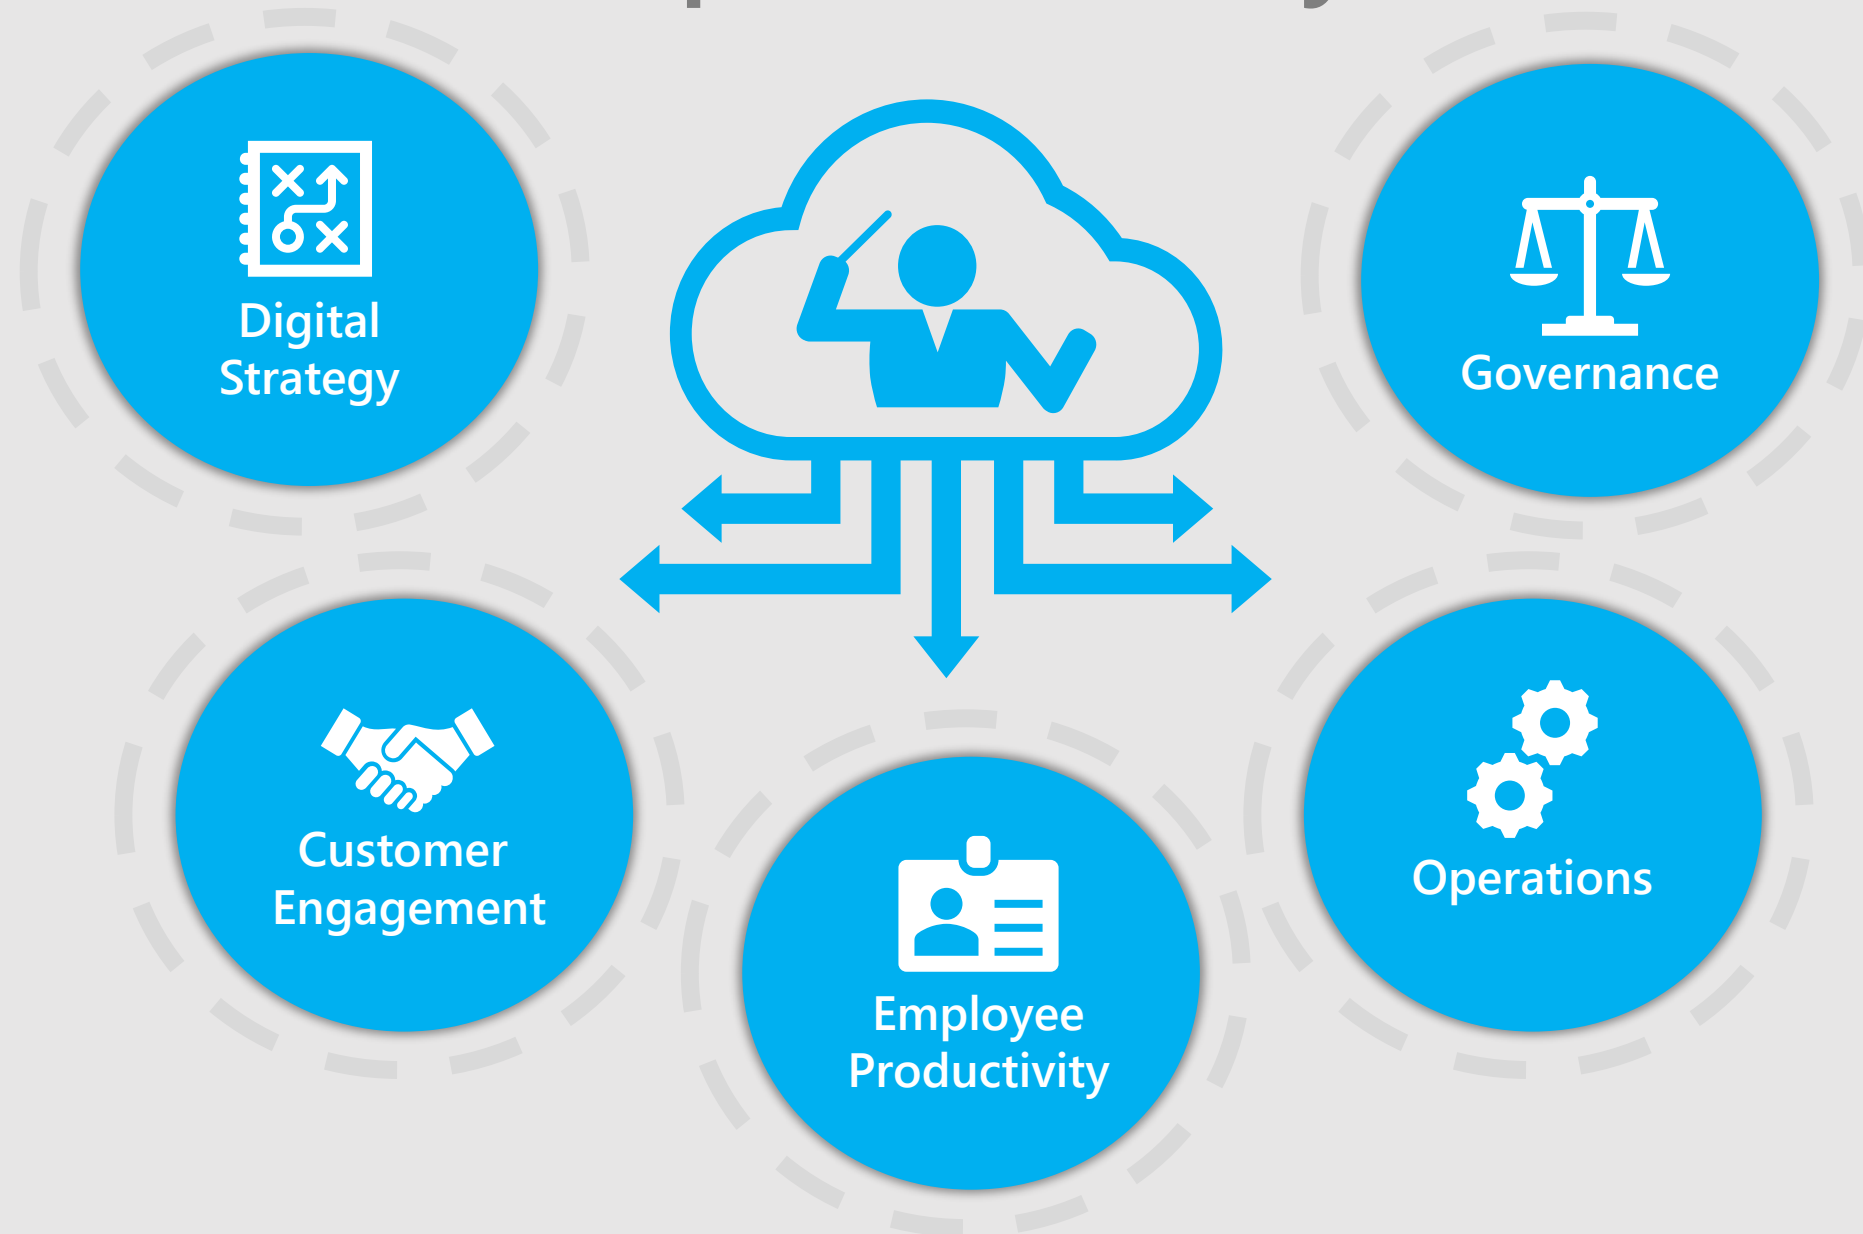 Digital
Strategy
Governance
Customer
Engagement
Operations
Employee
Productivity